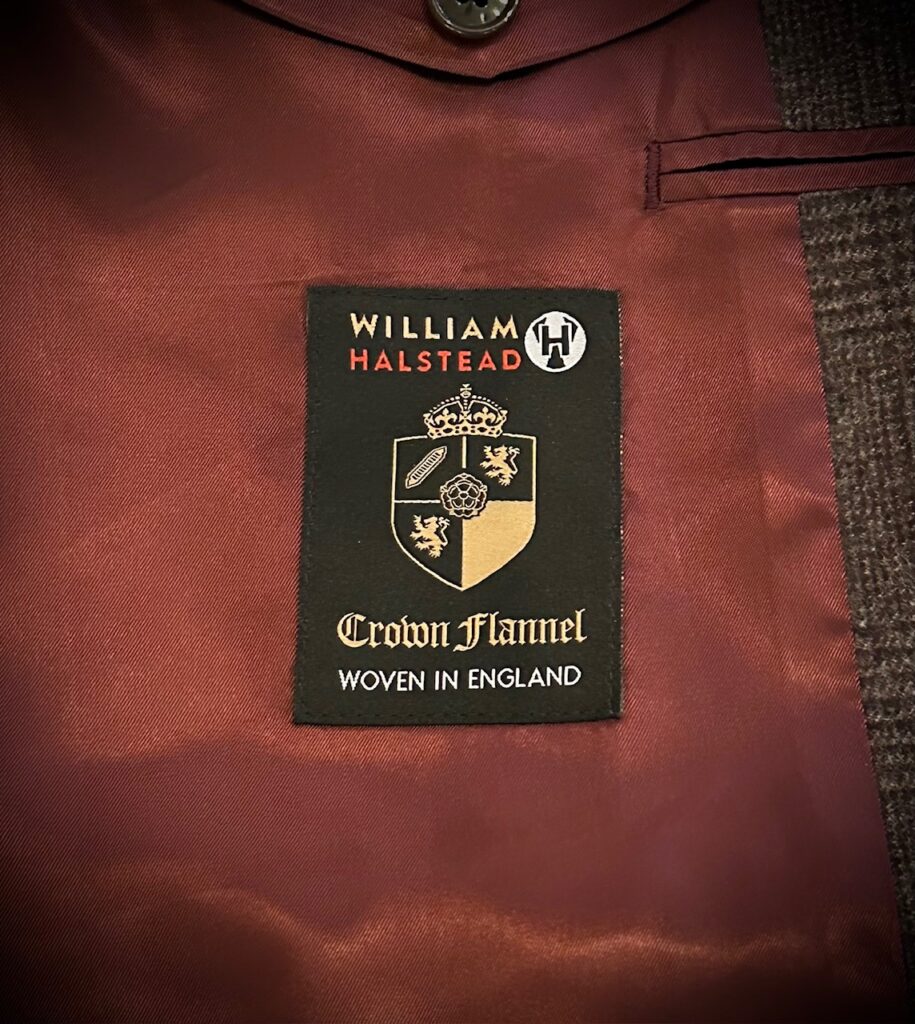 WILLIAM
HALSTEAD
H
Crown Flannel
WOVEN IN ENGLAND